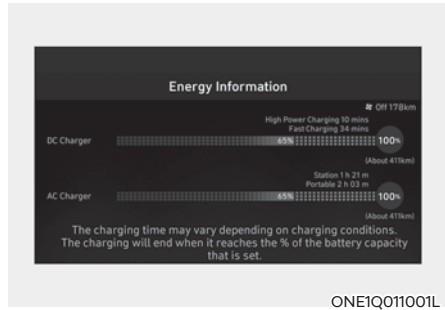 Energy Information
Off 178km
High Power Charging 10 mins
Fast Charging 34 mins
DC Charger 65% 100%
(About 411km)
Station 1 h 21 m
Portable 2 h 03 m
AC Charger 65% 100%
(About 411km)
The charging time may vary depending on charging conditions.
The charging will end when it reaches the % of the battery capacity
that is set.
ONE1Q011001L